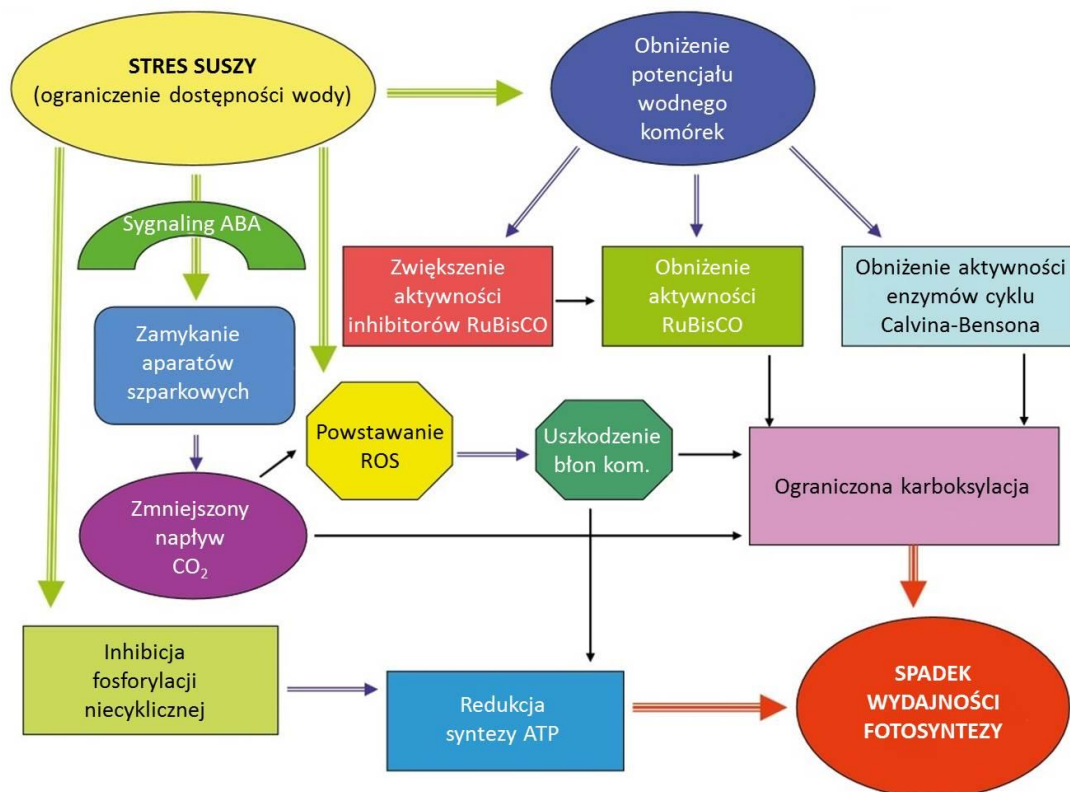 STRES SUSZY
(ograniczenie dostępności wody)
Obniżenie
potencjału
wodnego
komórek
Sygnaling ABA
Zwiększenie
aktywności
inhibitorów RuBisCO
Obniżenie
aktywności
RuBisCO
Obniżenie aktywności
enzymów cyklu
Calvina-Bensona
Zamykanie
aparatów
szparkowych
Powstawanie
ROS
Uszkodzenie
błon kom.
Ograniczona karboksylacja
Zmniejszony
napływ
CO₂
Inhibicja
fosforylacji
niecyklicznej
Redukcja
syntezy ATP
SPADEK
WYDAJNOŚCI
FOTOSYNTEZY